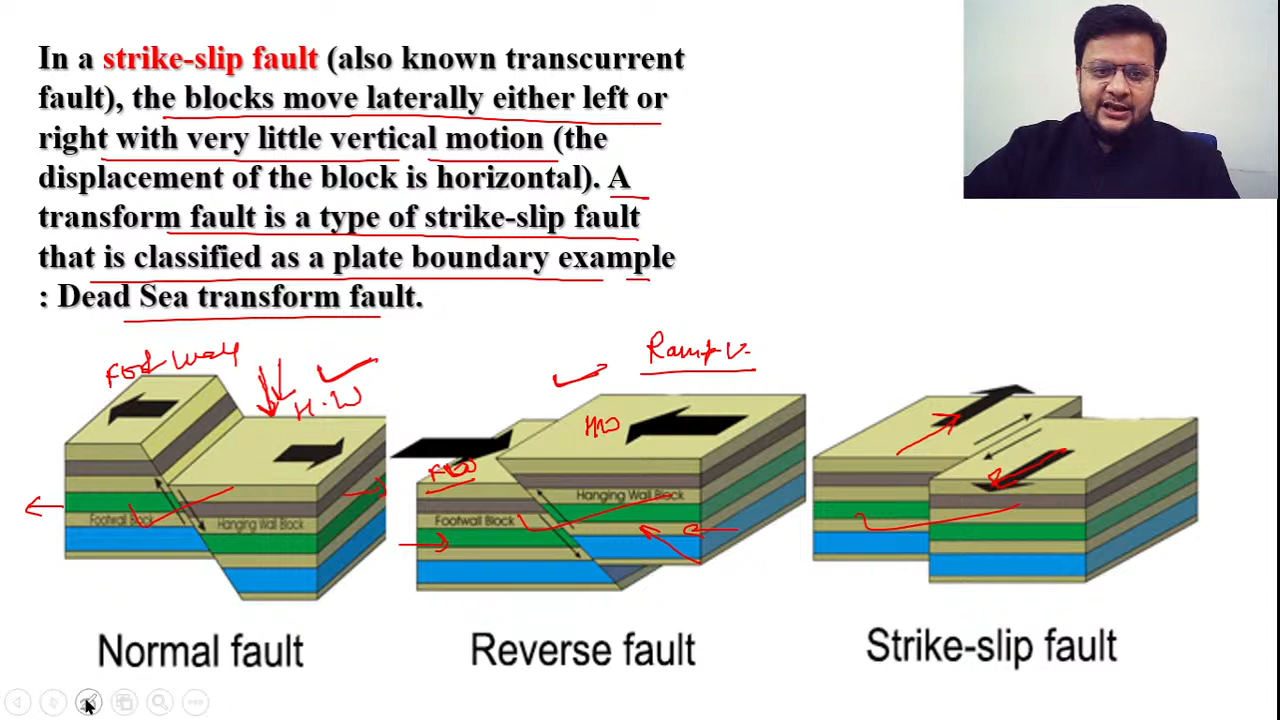 In a strike-slip fault (also known transcurrent
fault), the blocks move laterally either left or
right with very little vertical motion (the
displacement of the block is horizontal). A
transform fault is a type of strike-slip fault
that is classified as a plate boundary example
: Dead Sea transform fault.
Foot wall
H.W
Ramp
HW
FW
Footwall Block
Hanging Wall Block
Hanging Wall Block
Footwall Block
Normal fault
Reverse fault
Strike-slip fault